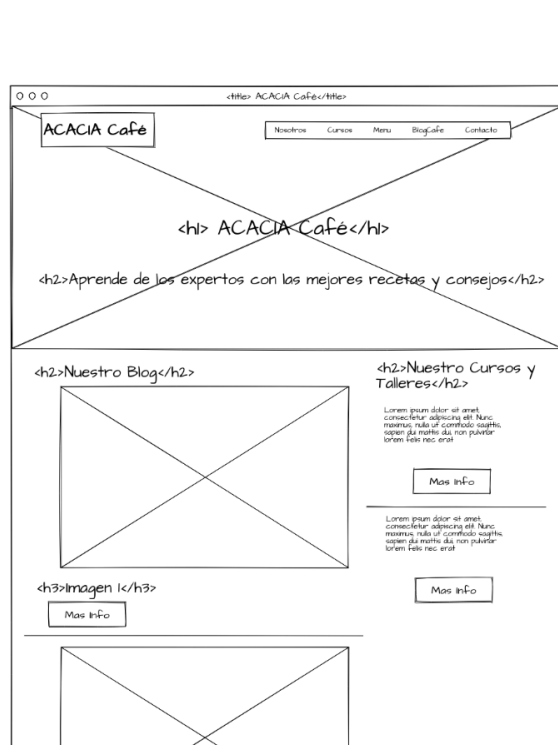 <title> ACACIA Café</title>
ACACIA Café
Nosotros Cursos Menu BlogCafe Contacto
<h1> ACACIA Café</h1>
<h2>Aprende de los expertos con las mejores recetas y consejos</h2>
<h2>Nuestro Blog</h2>
<h3>Imagen 1</h3>
Mas Info
<h2>Nuestro Cursos y
Talleres</h2>
Lorem ipsum dolor sit amet,
consectetur adipiscing elit. Nunc
maximus, nulla ut commodo sagittis,
sapien dui mattis dui, non pulvinar
lorem felis nec erat
Mas Info
Lorem ipsum dolor sit amet,
consectetur adipiscing elit. Nunc
maximus, nulla ut commodo sagittis,
sapien dui mattis dui, non pulvinar
lorem felis nec erat
Mas Info